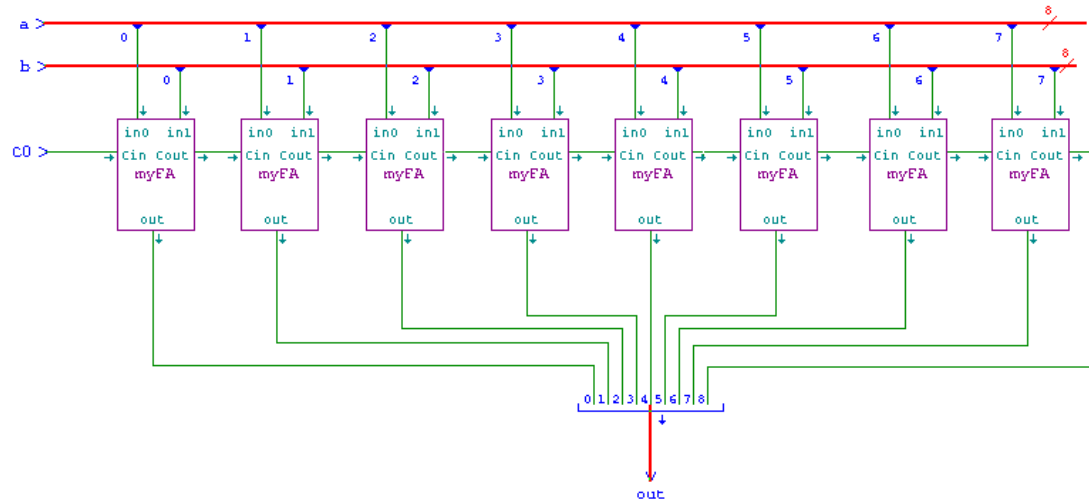 8
a >
0 1 2 3 4 5 6 7
8
b >
0 1 2 3 4 5 6 7
in0 in1 in0 in1 in0 in1 in0 in1 in0 in1 in0 in1 in0 in1 in0 in1
C0 >
Cin Cout Cin Cout Cin Cout Cin Cout Cin Cout Cin Cout Cin Cout Cin Cout
myFA myFA myFA myFA myFA myFA myFA myFA
out out out out out out out out
0 1 2 3 4 5 6 7 8
out